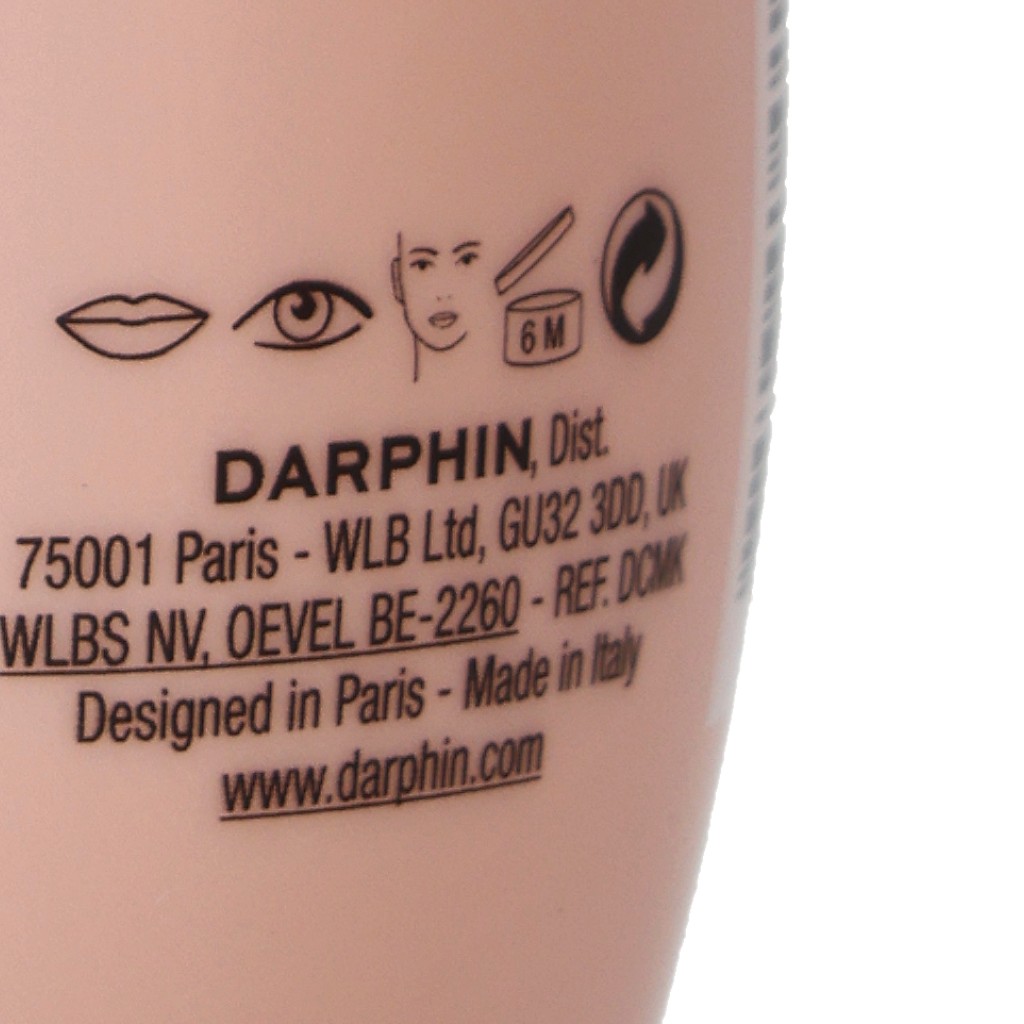 6 M
DARPHIN, Dist.
75001 Paris - WLB Ltd, GU32 3DD, UK
WLBS NV, OEVEL BE-2260 - REF. DCMK
Designed in Paris - Made in Italy
www.darphin.com